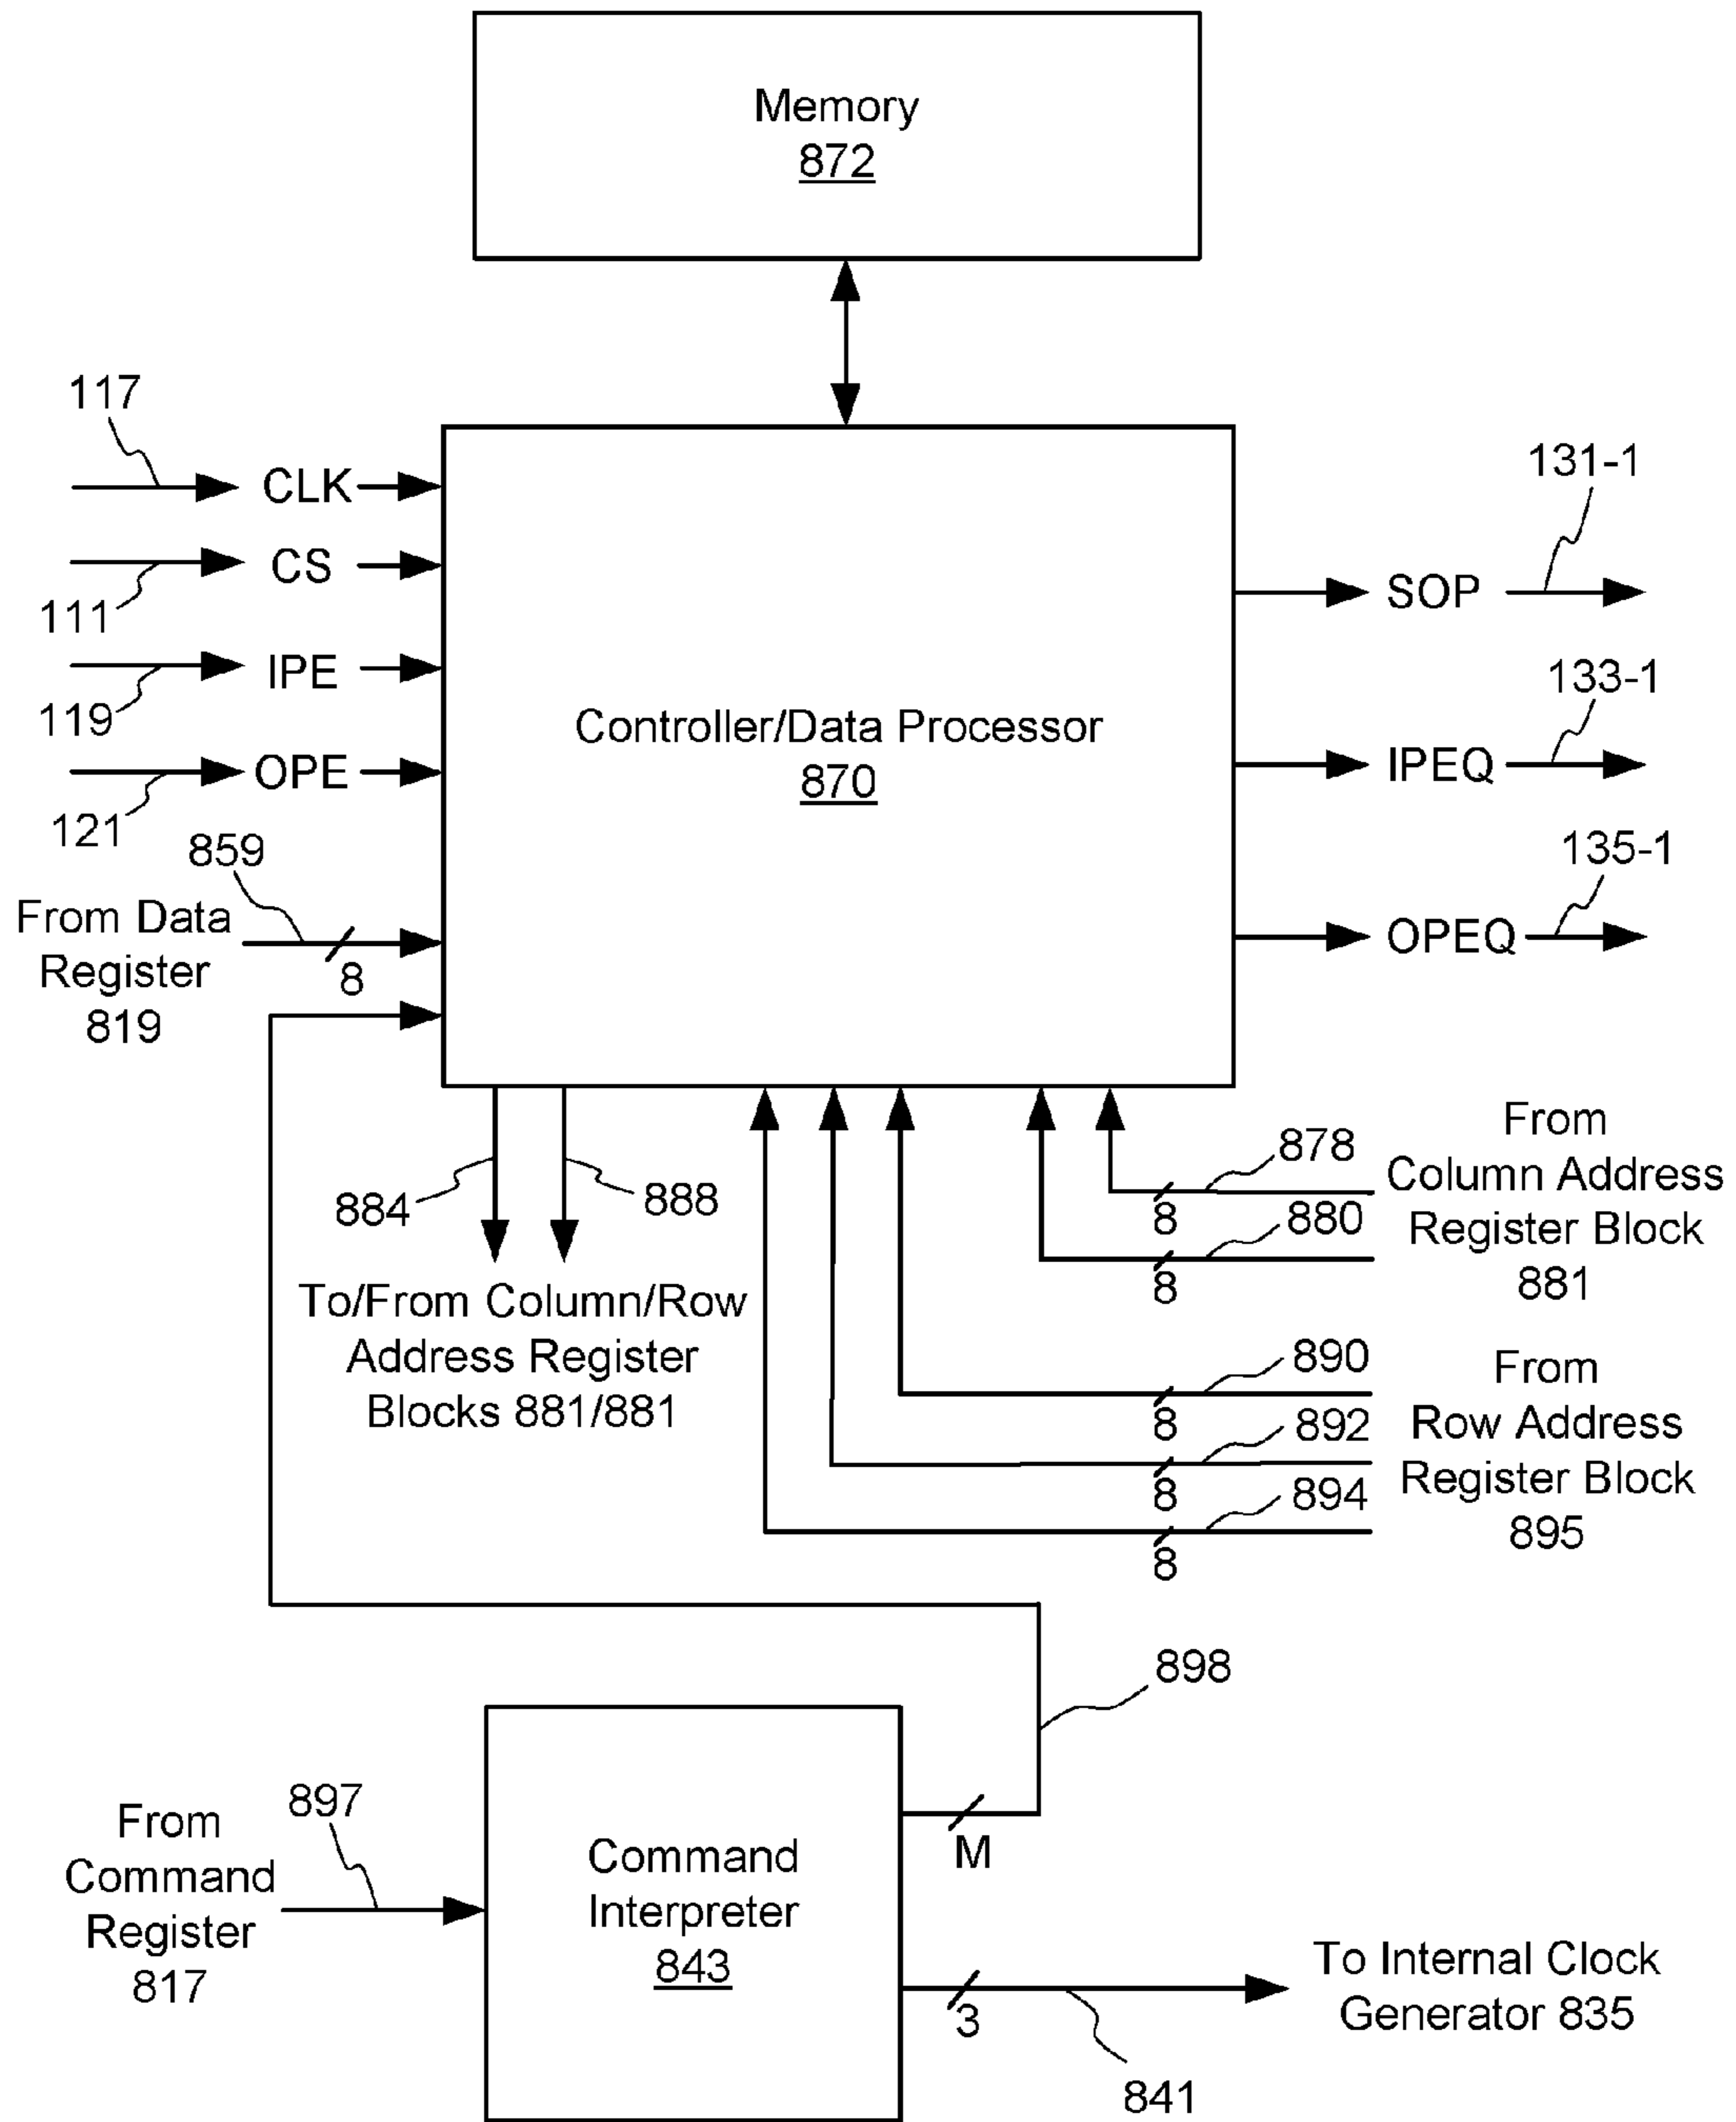 Memory
872
117
CLK
CS
111
IPE
119
OPE
121
859
From Data
Register
819
8
Controller/Data Processor
870
131-1
SOP
133-1
IPEQ
135-1
OPEQ
884
888
To/From Column/Row
Address Register
Blocks 881/881
878
8
880
8
From
Column Address
Register Block
881
890
8
892
8
894
8
From
Row Address
Register Block
895
898
From
Command
Register
817
897
Command
Interpreter
843
M
3
841
To Internal Clock
Generator 835